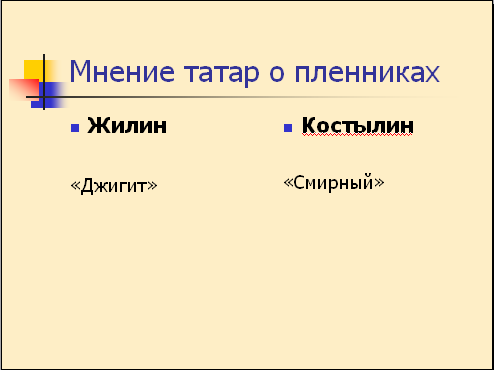 Мнение татар о пленниках
Жилин
Костылин
«Джигит»
«Смирный»